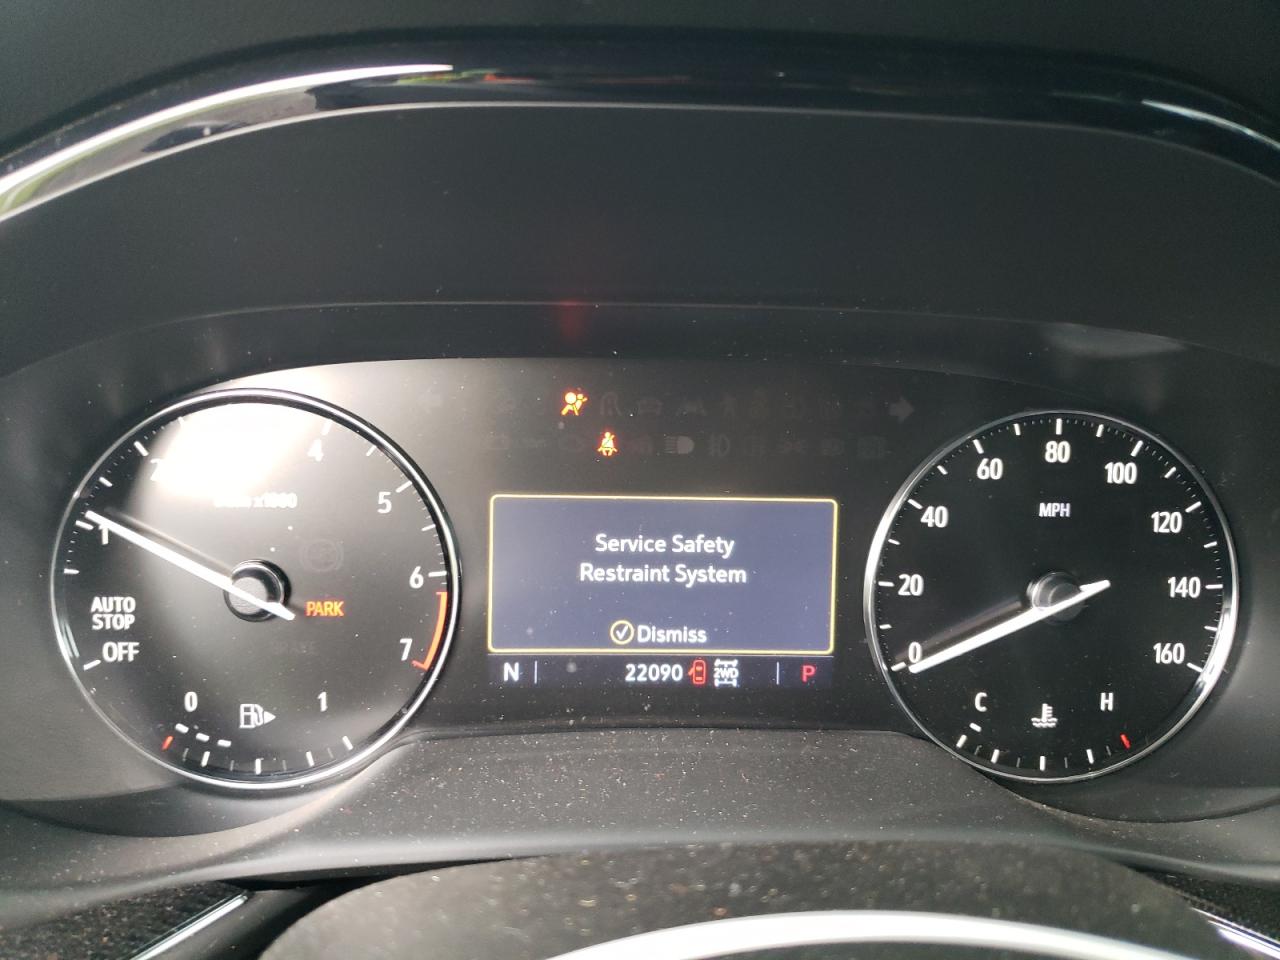 4
5
6
7
1
x1000
AUTO
STOP
OFF
PARK
0 1
Service Safety
Restraint System
Dismiss
N 22090 2WD P
0
20
40
60
80
100
120
140
160
MPH
C H